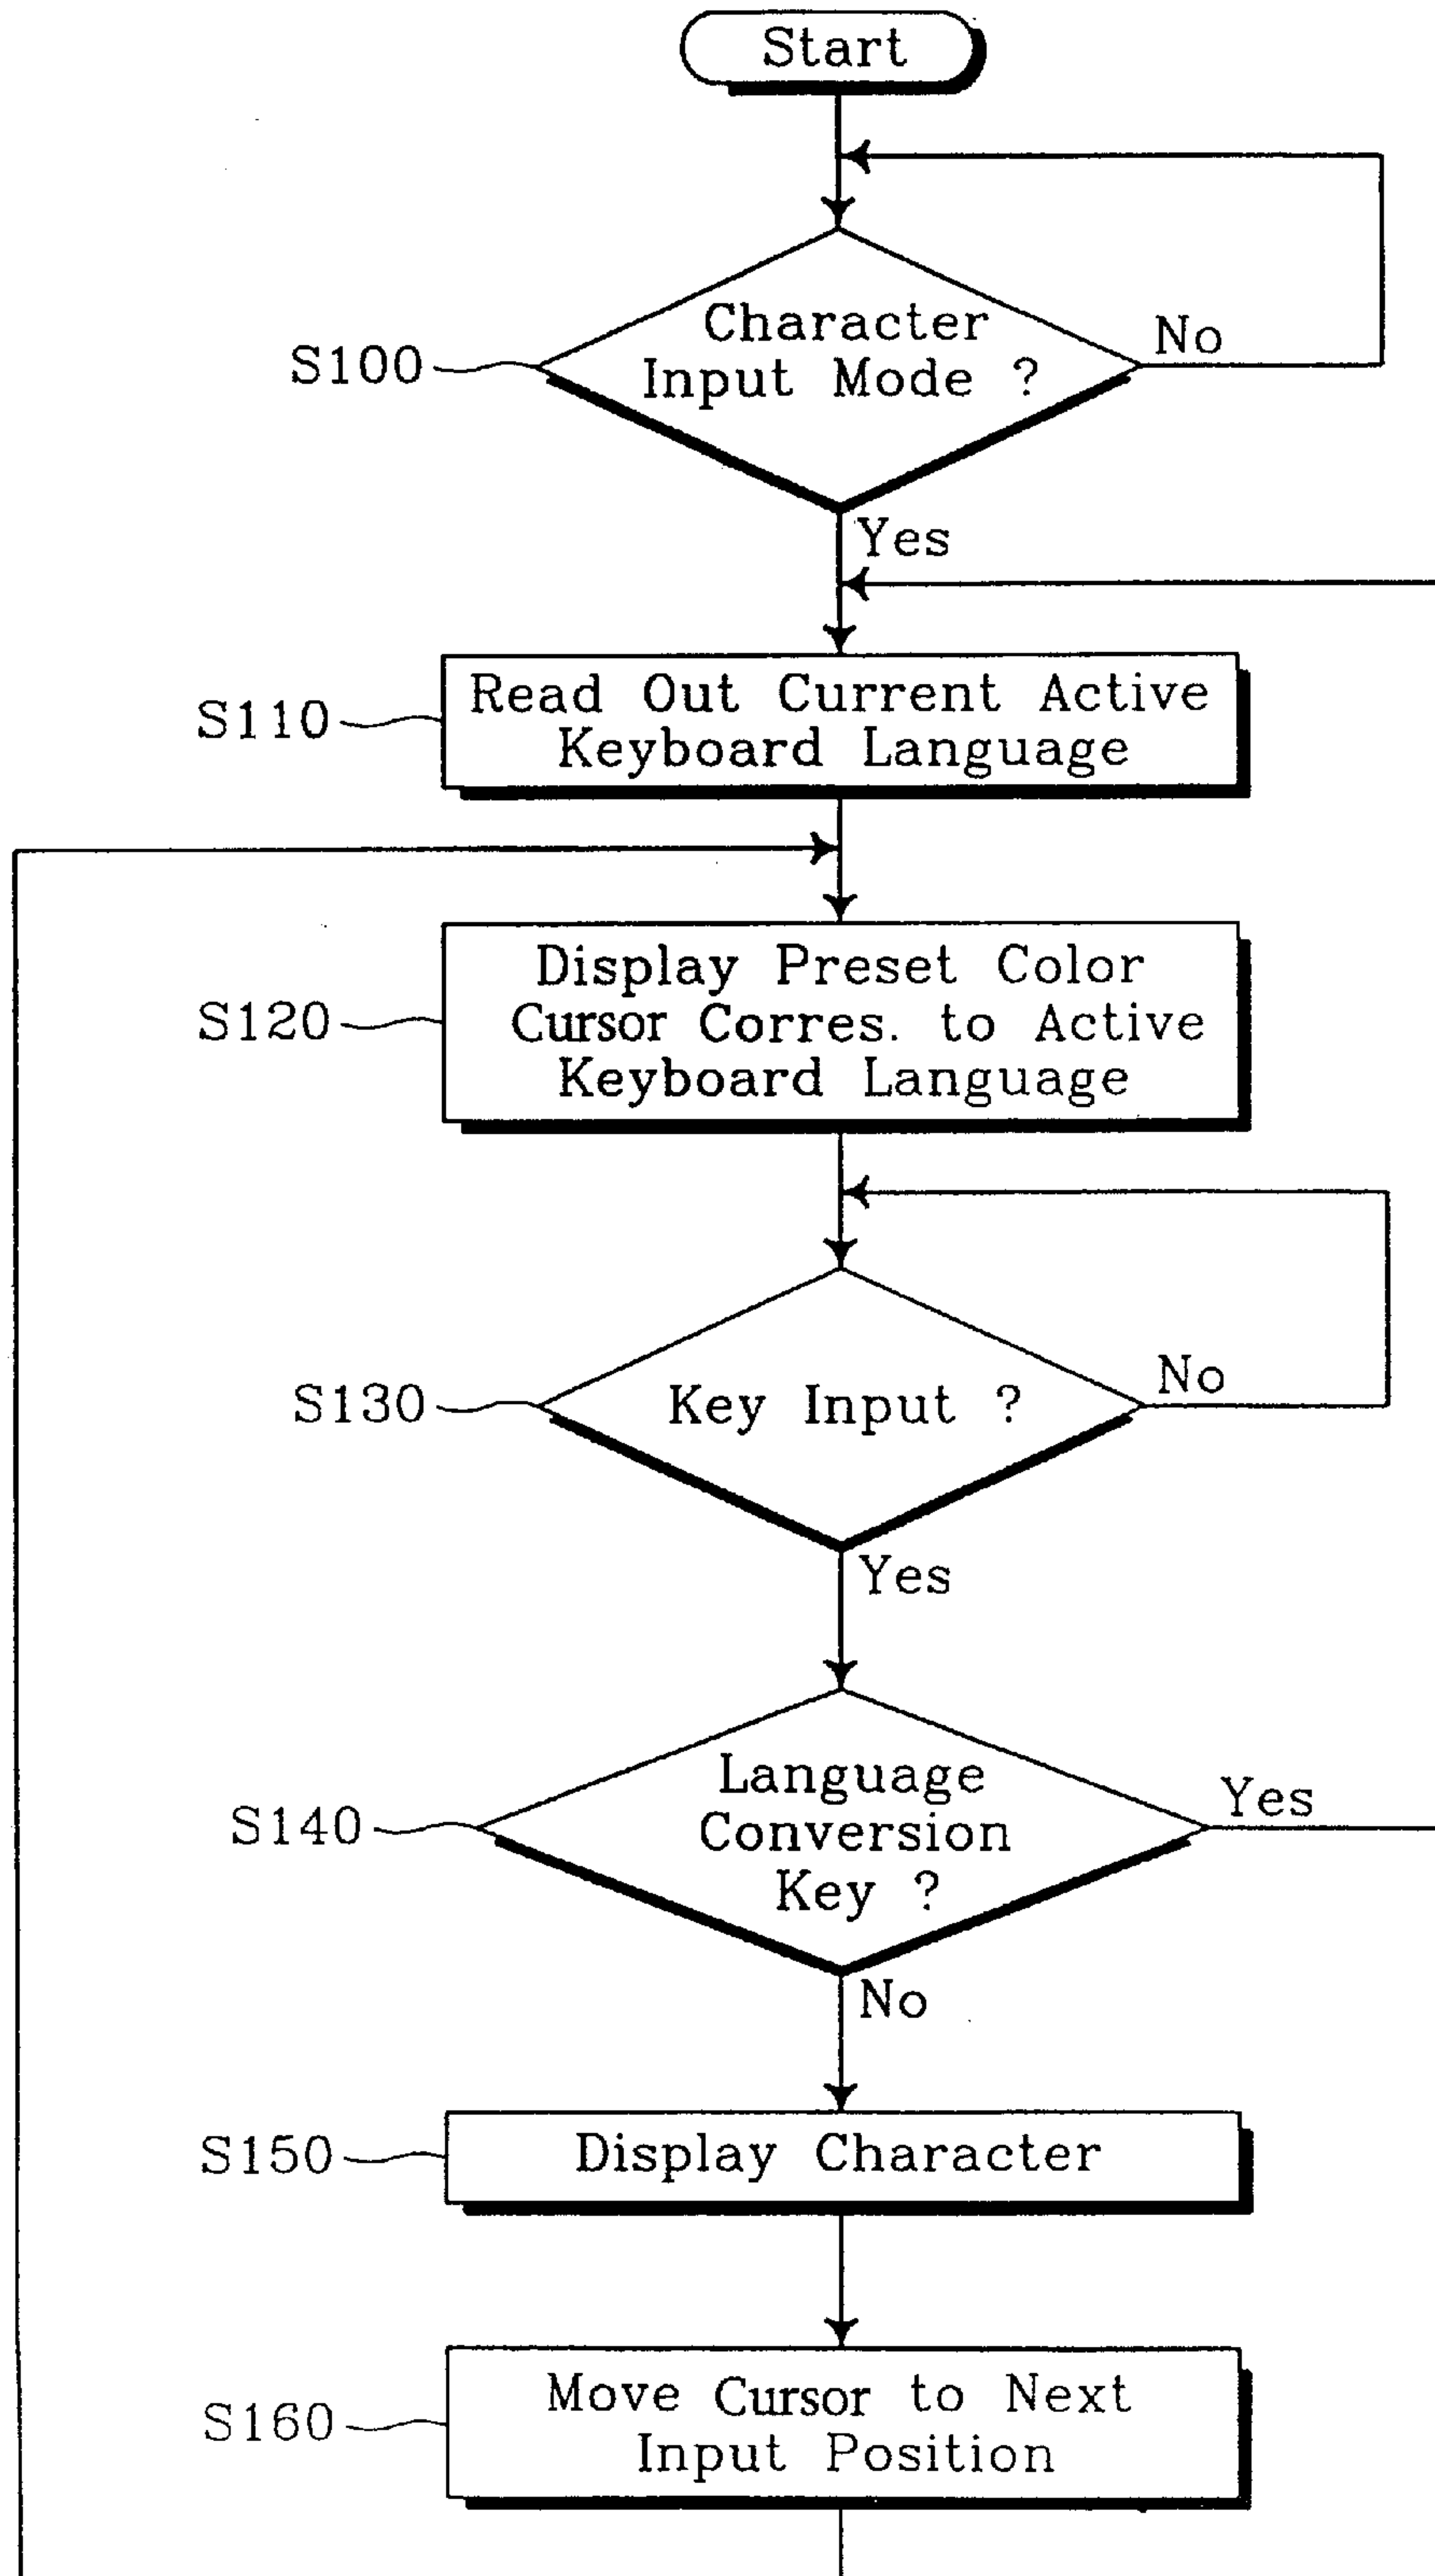 Start
Character
Input Mode ?
No
S100
Yes
Read Out Current Active
Keyboard Language
S110
Display Preset Color
Cursor Corres. to Active
Keyboard Language
S120
Key Input ?
No
S130
Yes
Language
Conversion
Key ?
Yes
S140
No
Display Character
S150
Move Cursor to Next
Input Position
S160